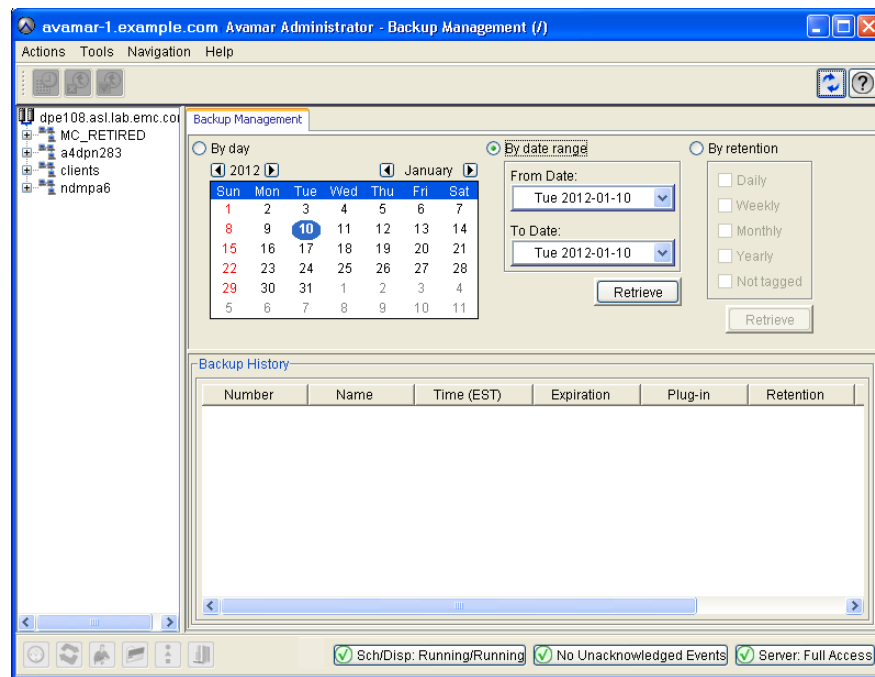 avamar-1.example.com Avamar Administrator - Backup Management (/)
Actions Tools Navigation Help
dpe108.asl.lab.emc.coi
MC_RETIRED
a4dpn283
clients
ndmpa6
Backup Management
By day
2012 January
Sun Mon Tue Wed Thu Fri Sat
1 2 3 4 5 6 7
8 9 10 11 12 13 14
15 16 17 18 19 20 21
22 23 24 25 26 27 28
29 30 31 1 2 3 4
5 6 7 8 9 10 11
By date range
From Date:
Tue 2012-01-10
To Date:
Tue 2012-01-10
Retrieve
By retention
Daily
Weekly
Monthly
Yearly
Not tagged
Retrieve
Backup History
Number Name Time (EST) Expiration Plug-in Retention
Sch/Disp: Running/Running No Unacknowledged Events Server: Full Access